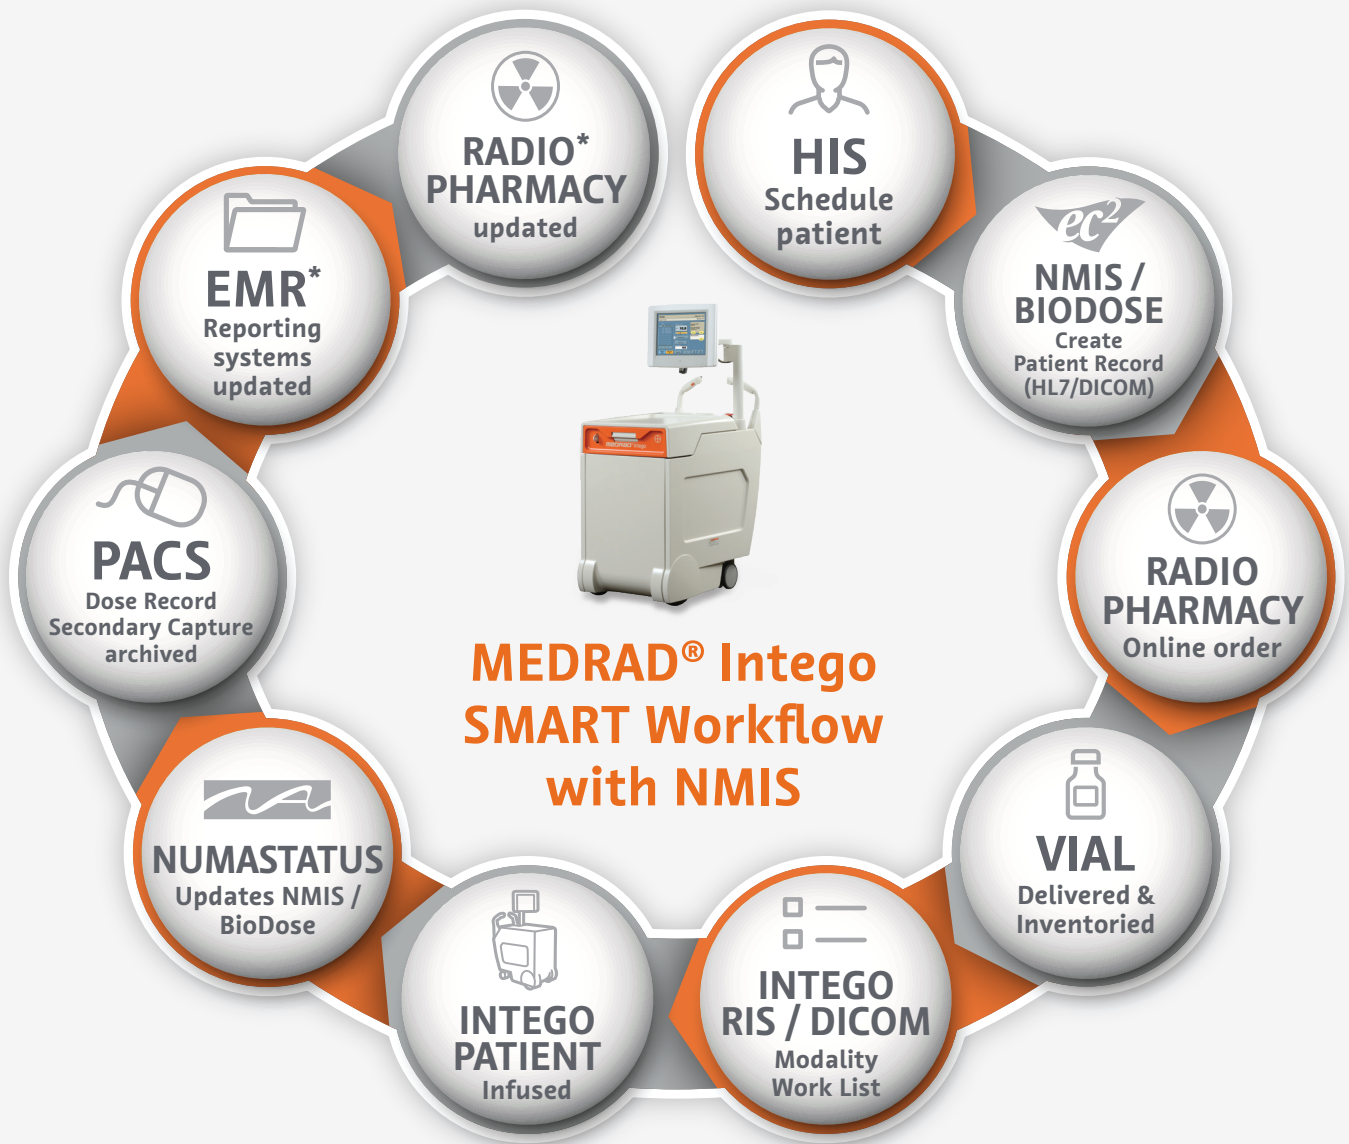 HIS
Schedule
patient
ec2
NMIS /
BIODOSE
Create
Patient Record
(HL7/DICOM)
RADIO
PHARMACY
Online order
VIAL
Delivered &
Inventoried
INTEGO
RIS / DICOM
Modality
Work List
INTEGO
PATIENT
Infused
NUMASTATUS
Updates NMIS /
BioDose
PACS
Dose Record
Secondary Capture
archived
EMR*
Reporting
systems
updated
RADIO*
PHARMACY
updated
MEDRAD Intego
MEDRAD® Intego
SMART Workflow
with NMIS